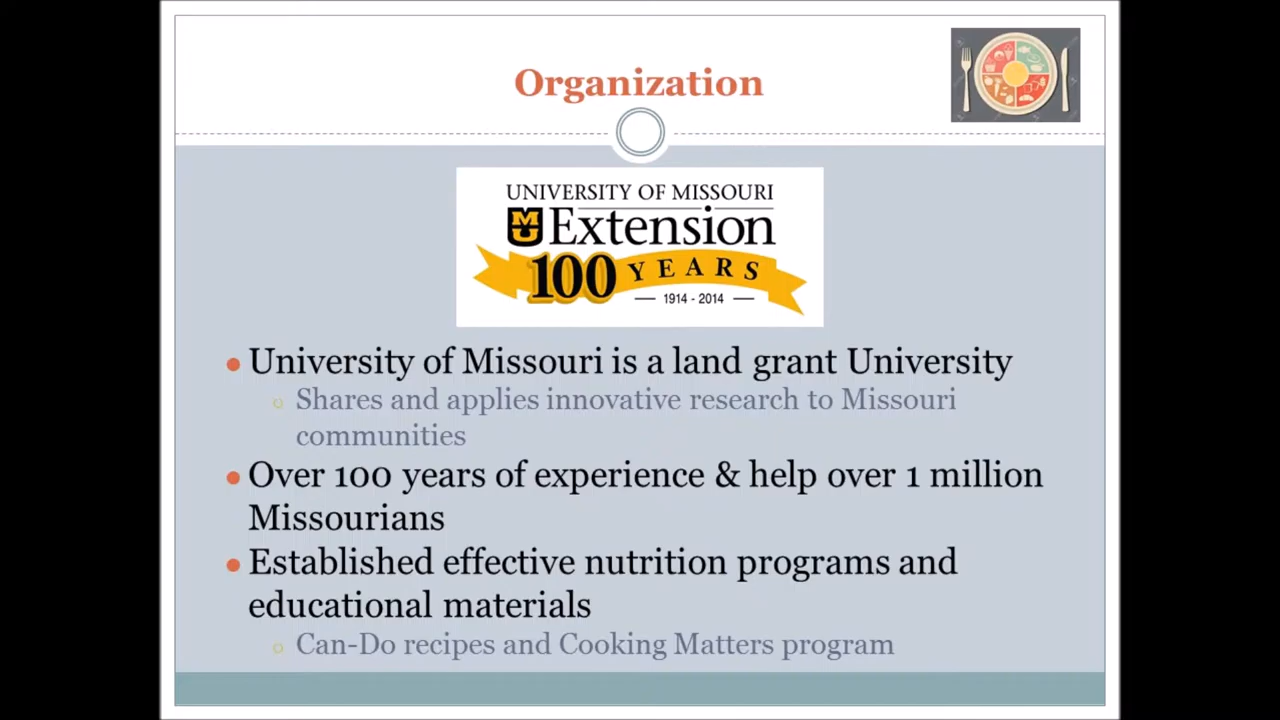 Organization
UNIVERSITY OF MISSOURI
MU Extension
100 YEARS
1914 - 2014
University of Missouri is a land grant University
Shares and applies innovative research to Missouri
communities
Over 100 years of experience & help over 1 million
Missourians
Established effective nutrition programs and
educational materials
Can-Do recipes and Cooking Matters program